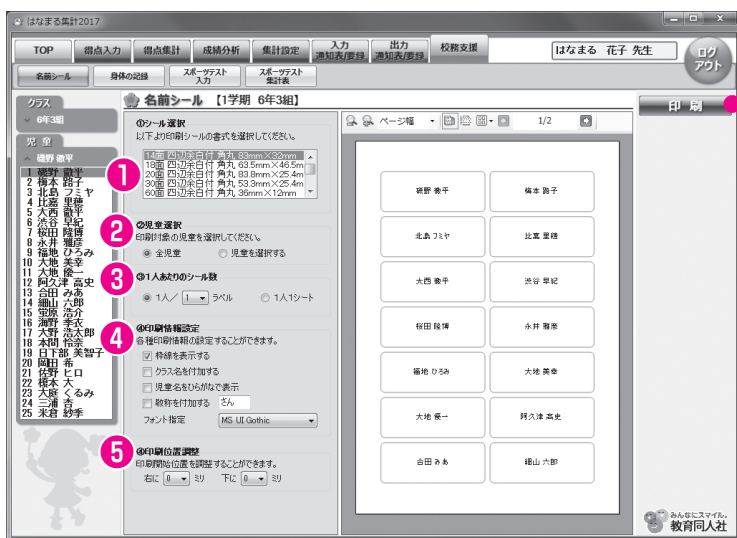 はなまる集計2017
TOP 得点入力 得点集計 成績分析 集計設定 入力 通知表/要録 出力 通知表/要録 校務支援 はなまる 花子 先生 ログアウト
名前シール 身体の記録 スポーツテスト入力 スポーツテスト集計表
クラス
6年3組
児童
磯野 徹平
1 磯野 徹平
2 梅本 路子
3 北島 フミヤ
4 比嘉 里穂
5 大西 徹平
6 渋谷 早紀
7 桜田 隆博
8 永井 雅彦
9 福地 ひろみ
10 大地 美幸
11 大地 優一
12 阿久津 高史
13 合田 みあ
14 細山 六郎
15 蛍原 浩介
16 海野 季衣
17 大野 浩太郎
18 本間 怜奈
19 日下部 美智子
20 岡田 希
21 佐野 ヒロ
22 榎本 大
23 大庭 くるみ
24 三浦 杏
25 米倉 紗季
名前シール 【1学期 6年3組】
①シール選択
以下より印刷シールの書式を選択してください。
1
14面 四辺余白付 角丸 83mm×32mm
18面 四辺余白付 角丸 63.5mm×46.5m
20面 四辺余白付 角丸 83.8mm×25.4m
30面 四辺余白付 角丸 53.3mm×25.4m
60面 四辺余白付 角丸 36mm×12mm
2
②児童選択
印刷対象の児童を選択してください。
全児童 児童を選択する
3
③1人あたりのシール数
1人／ 1 ラベル 1人1シート
4
④印刷情報設定
各種印刷情報の設定することができます。
枠線を表示する
クラス名を付加する
児童名をひらがなで表示
敬称を付加する さん
フォント指定 MS UI Gothic
5
④印刷位置調整
印刷開始位置を調整することができます。
右に 0 ミリ 下に 0 ミリ
ページ幅 1/2
磯野 徹平 梅本 路子
北島 フミヤ 比嘉 里穂
大西 徹平 渋谷 早紀
桜田 隆博 永井 雅彦
福地 ひろみ 大地 美幸
大地 優一 阿久津 高史
合田 みあ 細山 六郎
印刷
みんなにスマイル。
教育同人社